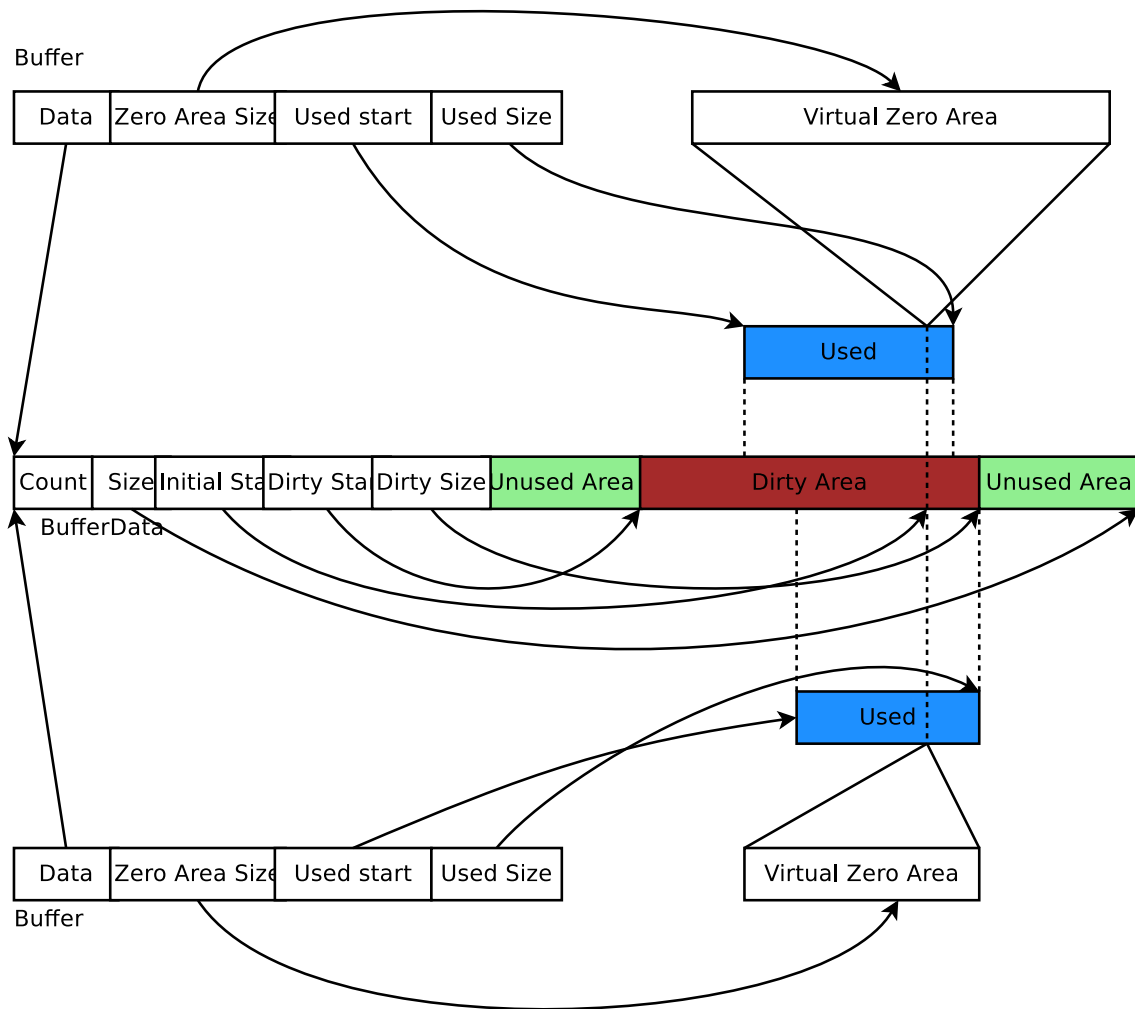 Buffer
Data Zero Area Size Used start Used Size Virtual Zero Area
Used
Count Size Initial Sta Dirty Star Dirty Size Unused Area Dirty Area Unused Area
BufferData
Used
Data Zero Area Size Used start Used Size Virtual Zero Area
Buffer